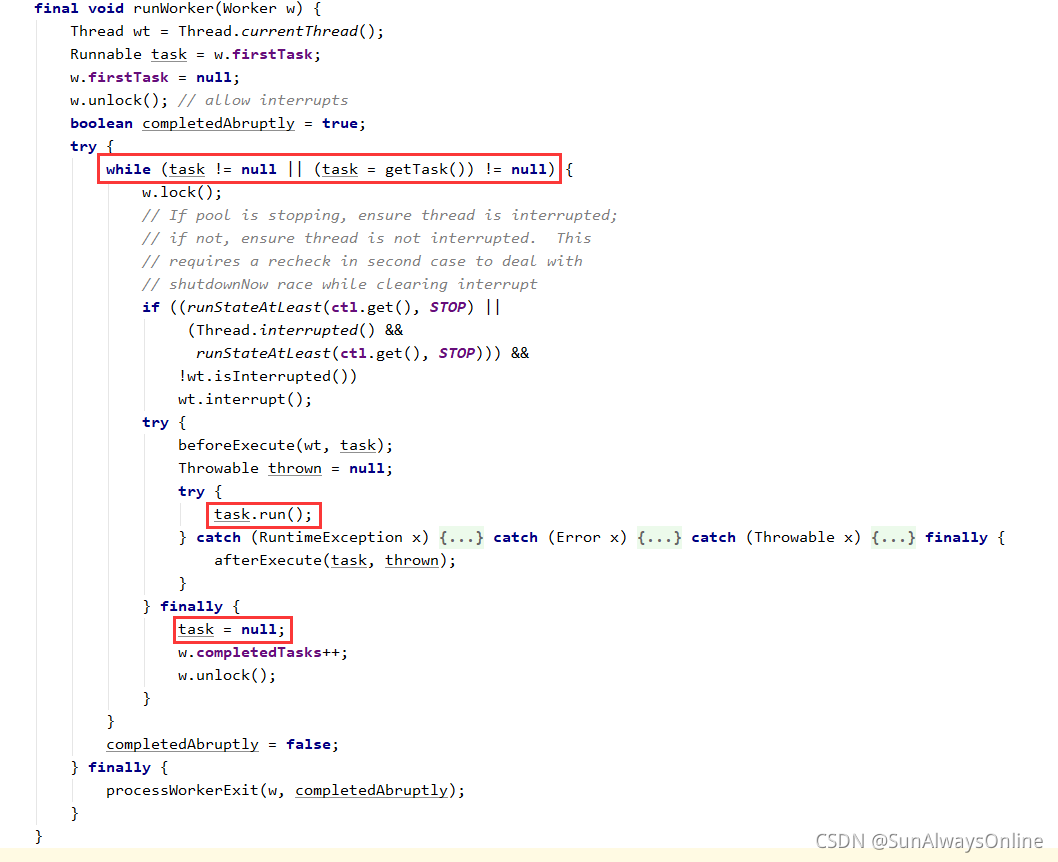 final void runWorker(Worker w) {
Thread wt = Thread.currentThread();
Runnable task = w.firstTask;
w.firstTask = null;
w.unlock(); // allow interrupts
boolean completedAbruptly = true;
try {
while (task != null || (task = getTask()) != null) {
w.lock();
// If pool is stopping, ensure thread is interrupted;
// if not, ensure thread is not interrupted.  This
// requires a recheck in second case to deal with
// shutdownNow race while clearing interrupt
if ((runStateAtLeast(ctl.get(), STOP) ||
(Thread.interrupted() &&
runStateAtLeast(ctl.get(), STOP))) &&
!wt.isInterrupted())
wt.interrupt();
try {
beforeExecute(wt, task);
Throwable thrown = null;
try {
task.run();
} catch (RuntimeException x) {...} catch (Error x) {...} catch (Throwable x) {...} finally {
afterExecute(task, thrown);
}
} finally {
task = null;
w.completedTasks++;
w.unlock();
}
}
completedAbruptly = false;
} finally {
processWorkerExit(w, completedAbruptly);
}
}
CSDN @SunAlwaysOnline